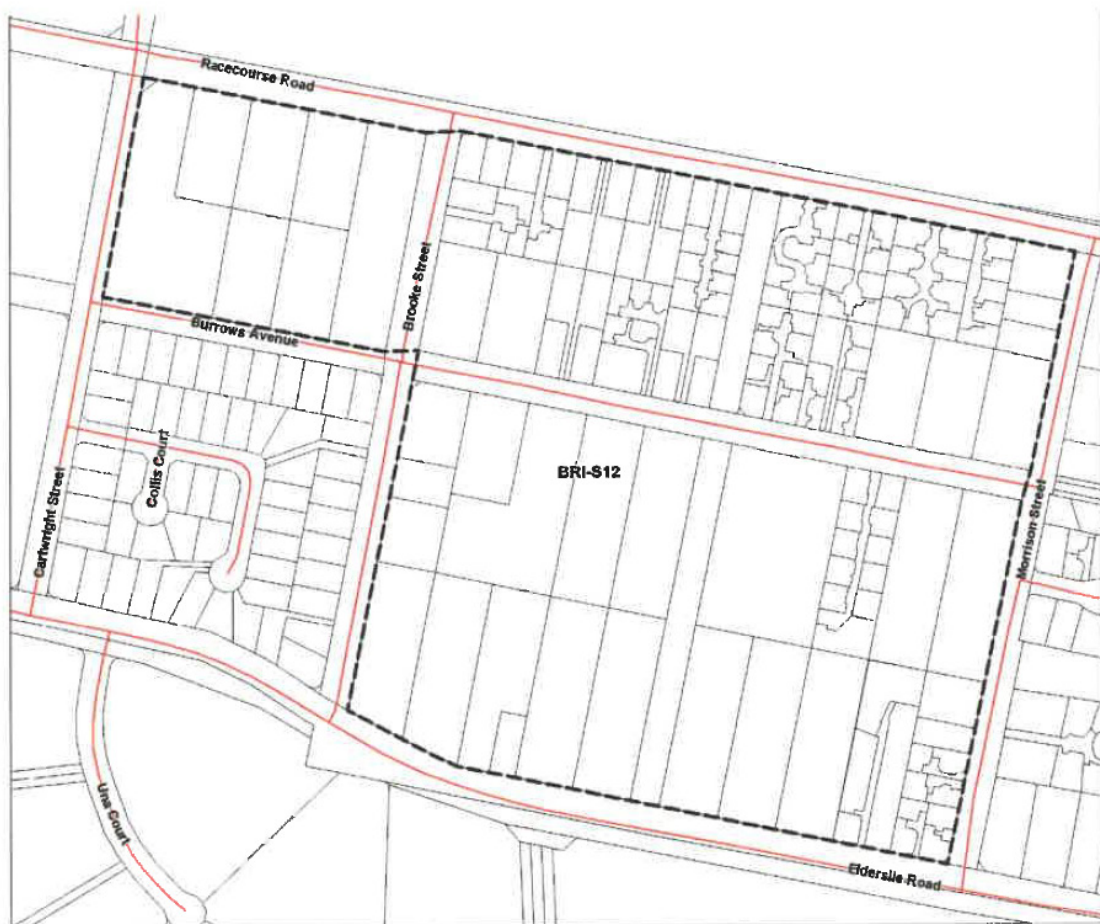 Racecourse Road
Brooke Street
Burrows Avenue
BRI-S12
Collis Court
Cartwright Street
Morrison Street
Una Court
Elderslie Road